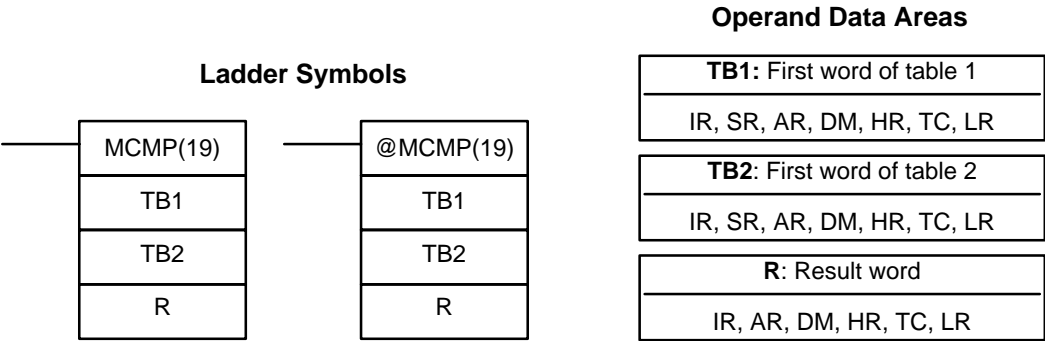 Operand Data Areas
Ladder Symbols
MCMP(19)
TB1
TB2
R
@MCMP(19)
TB1
TB2
R
TB1: First word of table 1
IR, SR, AR, DM, HR, TC, LR
TB2: First word of table 2
IR, SR, AR, DM, HR, TC, LR
R: Result word
IR, AR, DM, HR, TC, LR